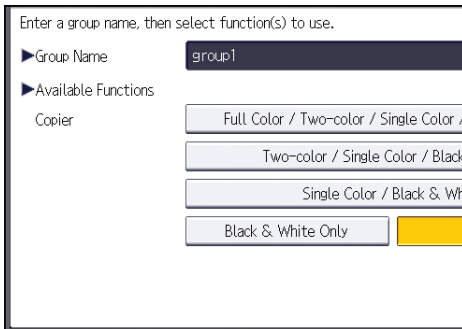 Enter a group name, then select function(s) to use.
▶Group Name group1
▶Available Functions
Copier Full Color / Two-color / Single Color /
Two-color / Single Color / Black
Single Color / Black & Wh
Black & White Only